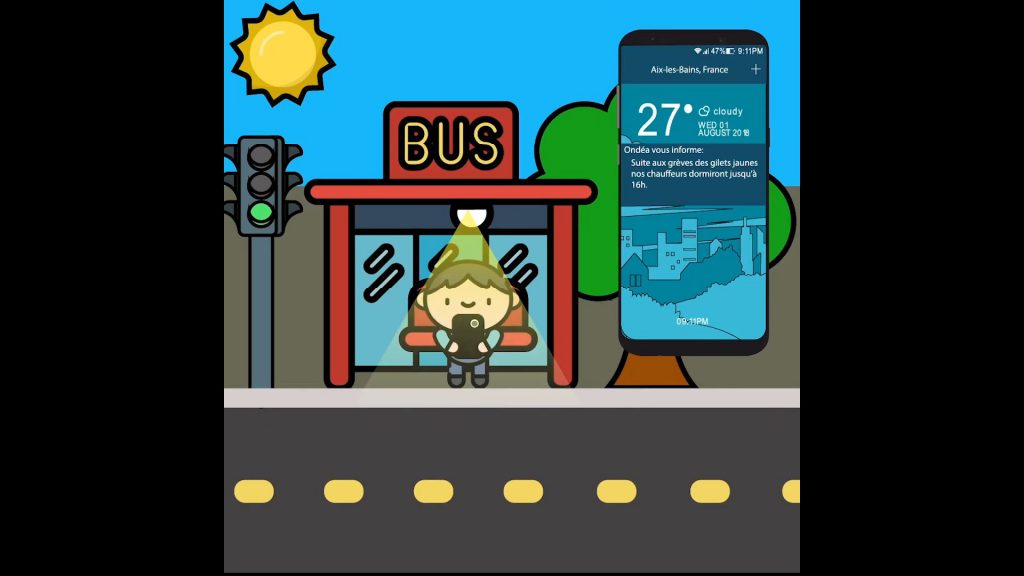 BUS
47% 9:11PM
Aix-les-Bains, France
27°
cloudy
WED 01
AUGUST 2018
Ondéa vous informe:
Suite aux grèves des gilets jaunes
nos chauffeurs dormiront jusqu'à
16h.
09:11PM